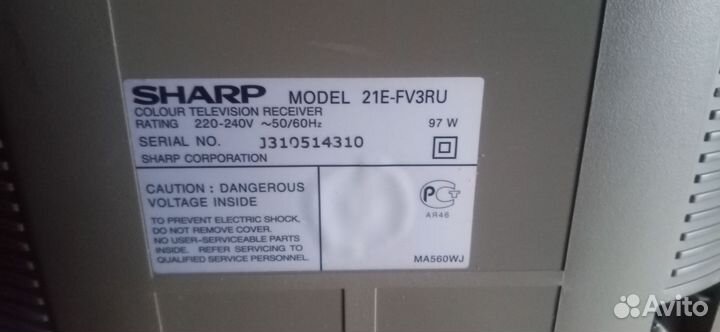 SHARP MODEL 21E-FV3RU
COLOUR TELEVISION RECEIVER
RATING 220-240V ~50/60Hz 97 W
SERIAL NO. J310514310
SHARP CORPORATION
CAUTION : DANGEROUS
VOLTAGE INSIDE
TO PREVENT ELECTRIC SHOCK,
DO NOT REMOVE COVER.
NO USER-SERVICEABLE PARTS
INSIDE. REFER SERVICING TO
QUALIFIED SERVICE PERSONNEL.
РСТ
АЯ46
MA560WJ
Avito